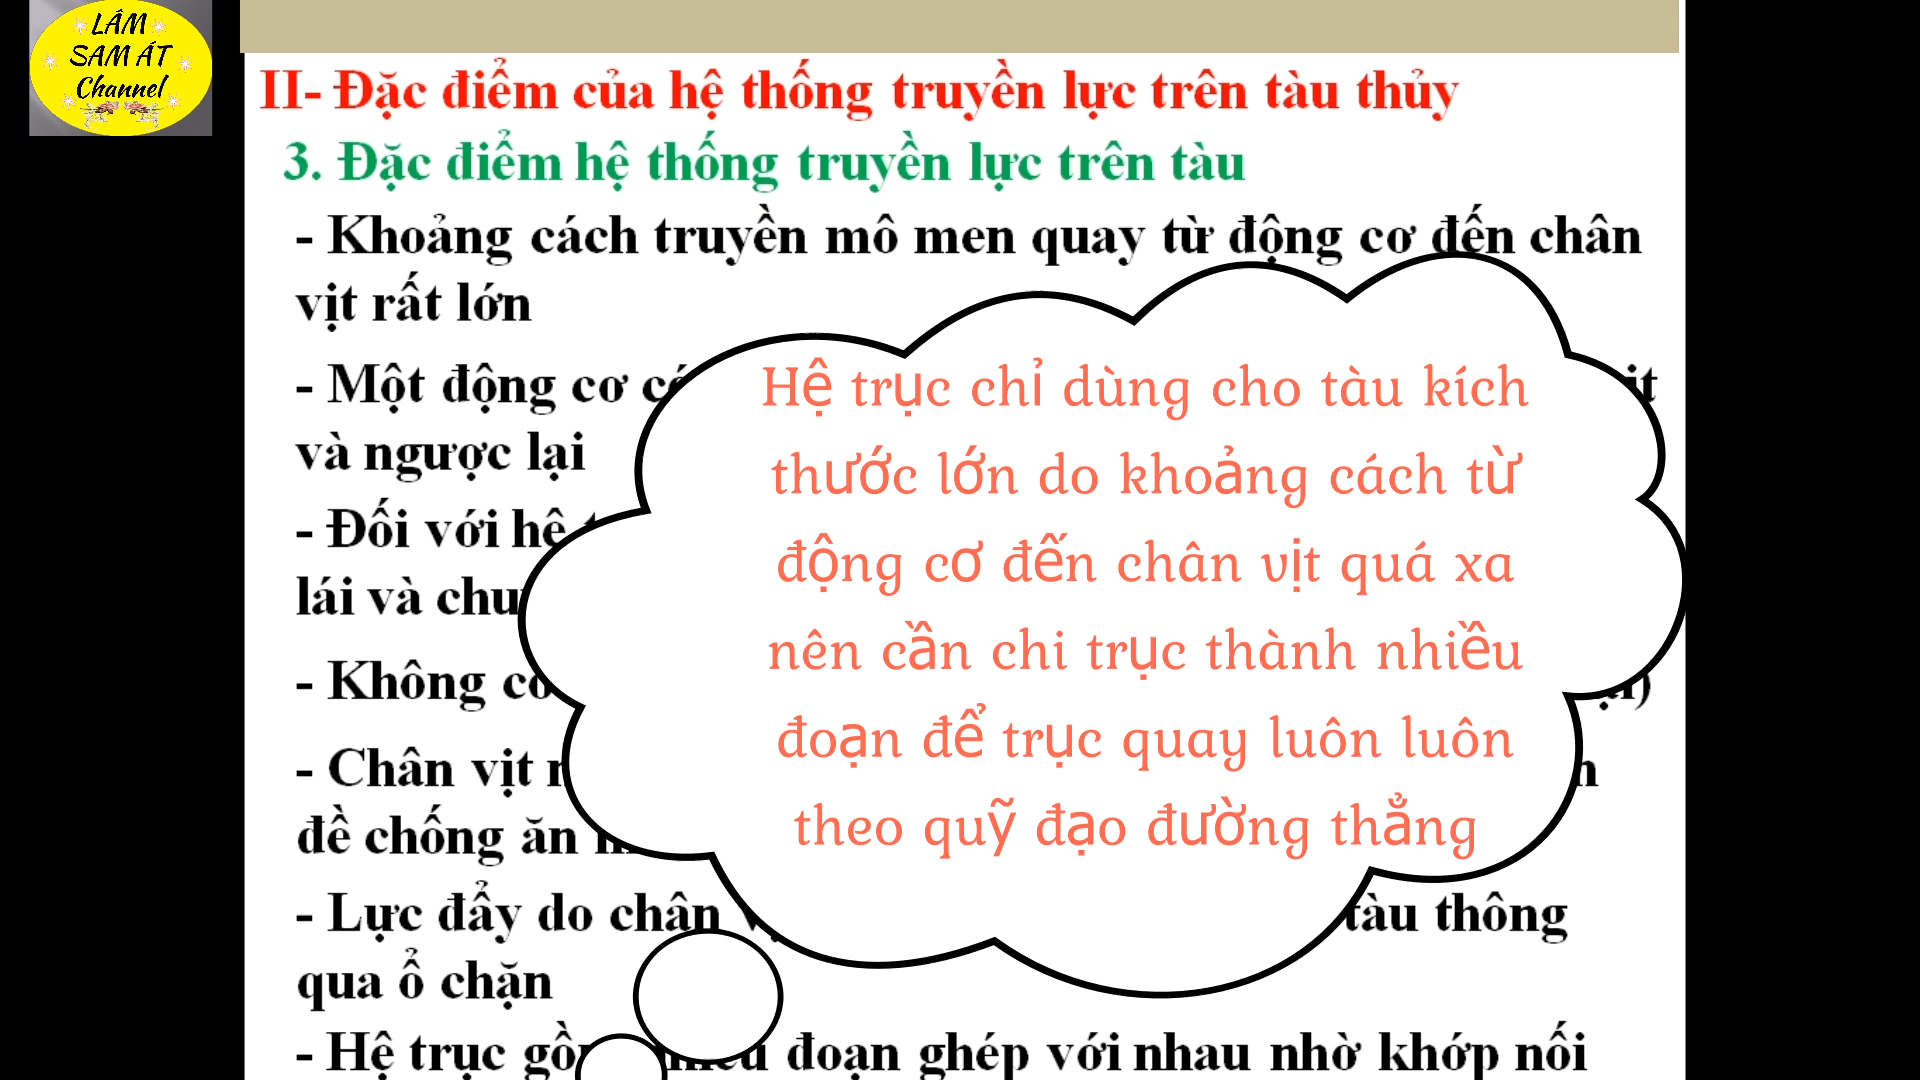 LÂM
SAM ÁT
Channel
II- Đặc điểm của hệ thống truyền lực trên tàu thủy
3. Đặc điểm hệ thống truyền lực trên tàu
- Khoảng cách truyền mô men quay từ động cơ đến chân
vịt rất lớn
- Một động cơ
và ngược lại
- Đối với hệ
lái và
- Không
- Chân vịt
đề chống ăn
- Lực đẩy do chân tàu thông
qua ổ chặn
- Hệ trục đoạn ghép với nhau nhờ khớp nối
Hệ trục chỉ dùng cho tàu kích
thước lớn do khoảng cách từ
động cơ đến chân vịt quá xa
nên cần chi trục thành nhiều
đoạn để trục quay luôn luôn
theo quỹ đạo đường thẳng